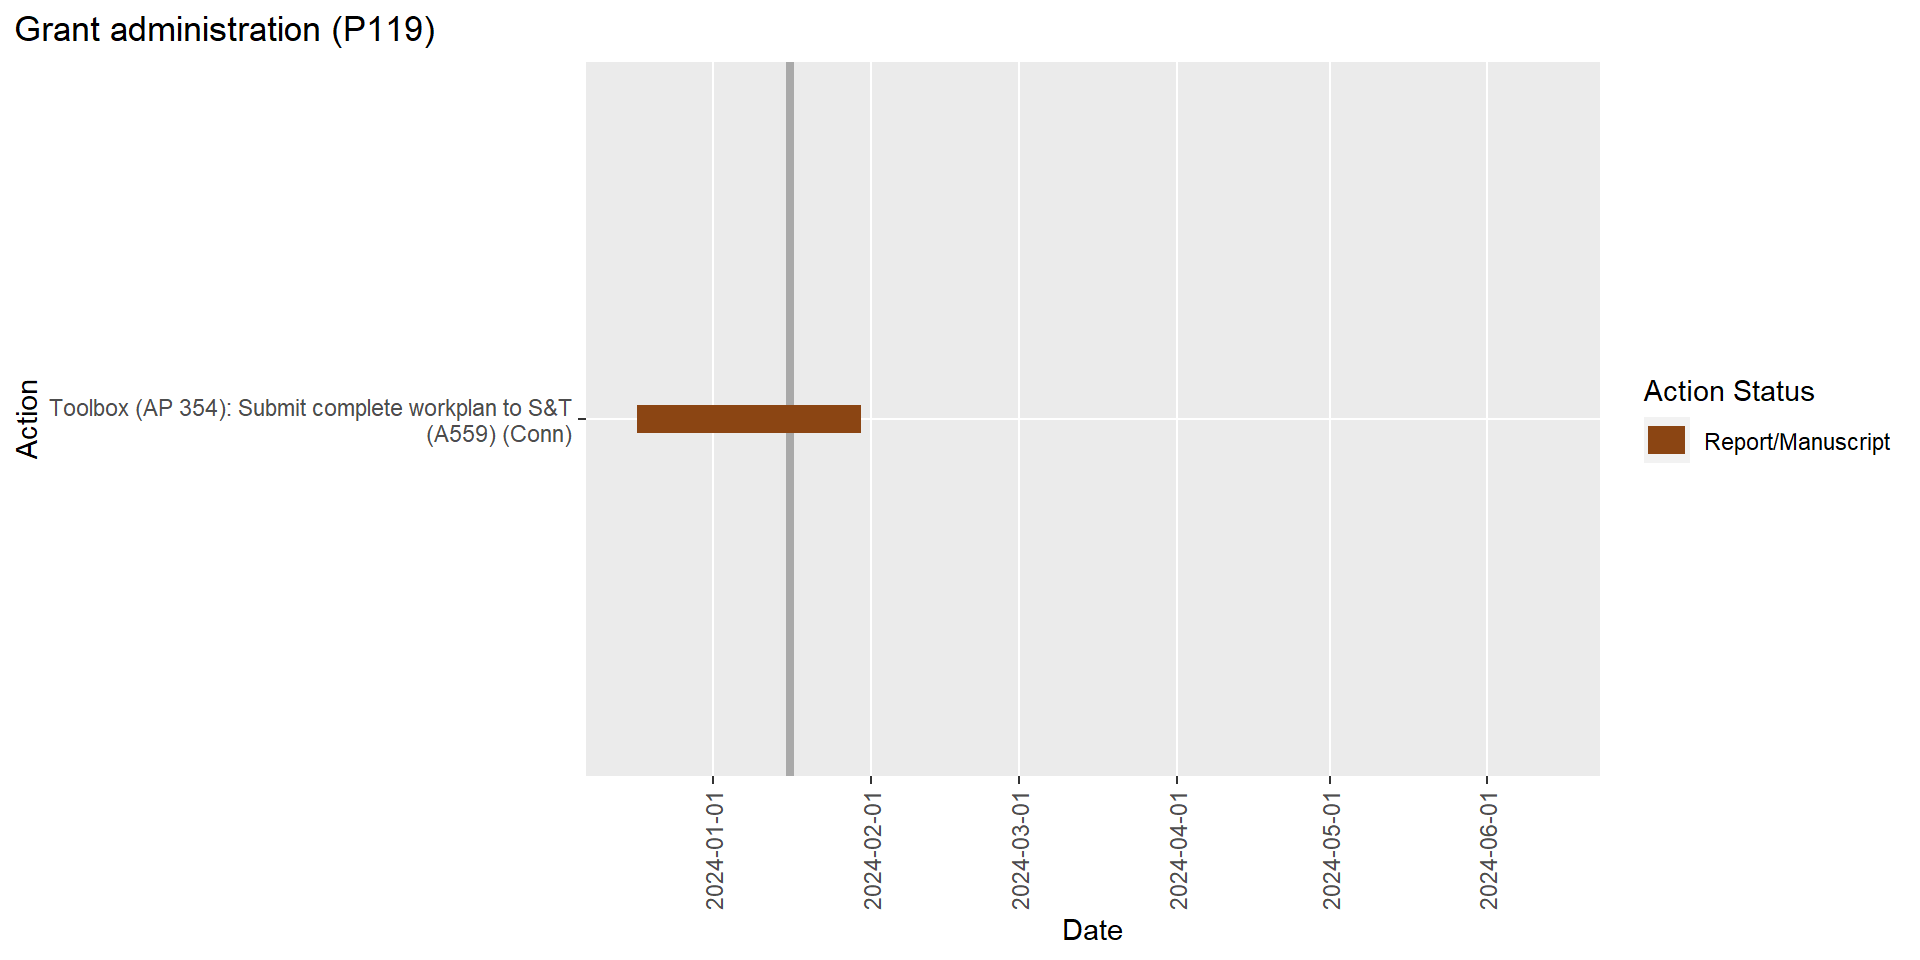 Grant administration (P119)
Action
Toolbox (AP 354): Submit complete workplan to S&T
(A559) (Conn)
Action Status
Report/Manuscript
2024-01-01
2024-02-01
2024-03-01
2024-04-01
2024-05-01
2024-06-01
Date